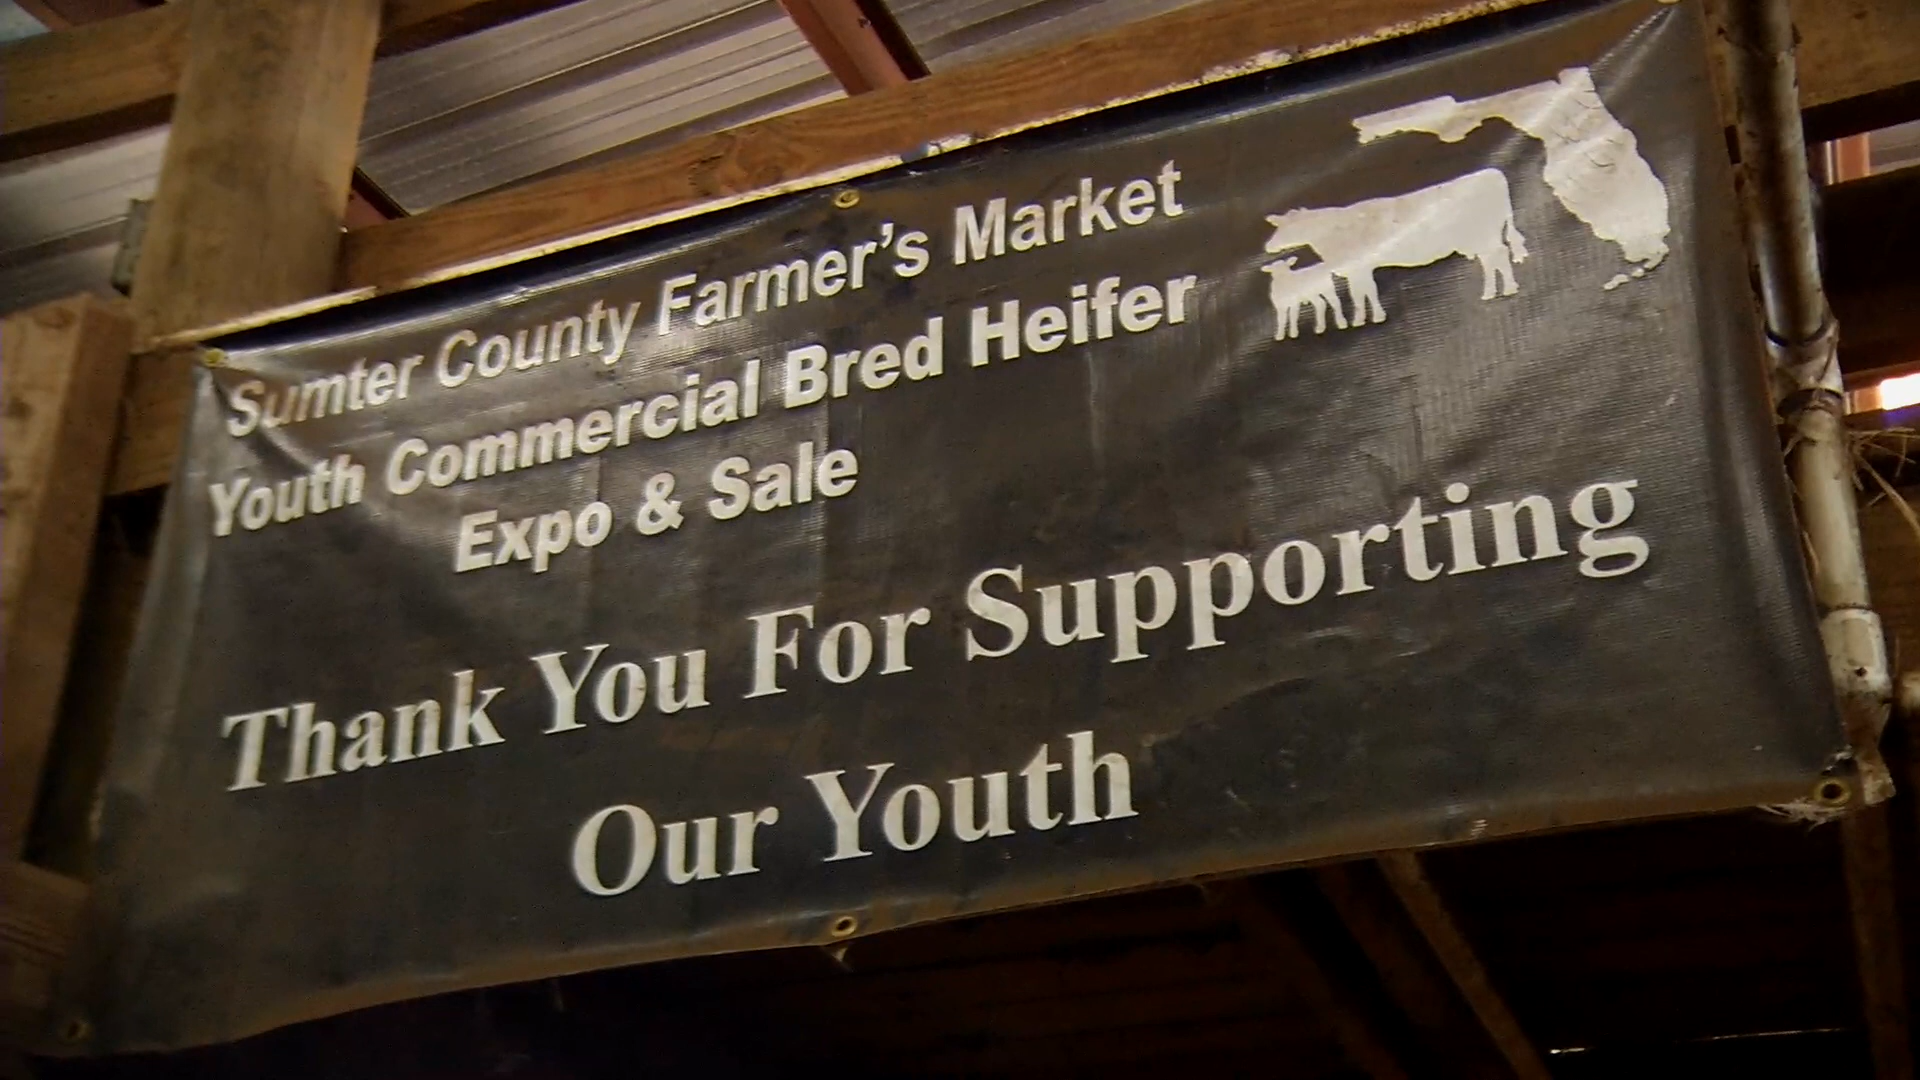 Sumter County Farmer's Market
Youth Commercial Bred Heifer
Expo & Sale
Thank You For Supporting
Our Youth